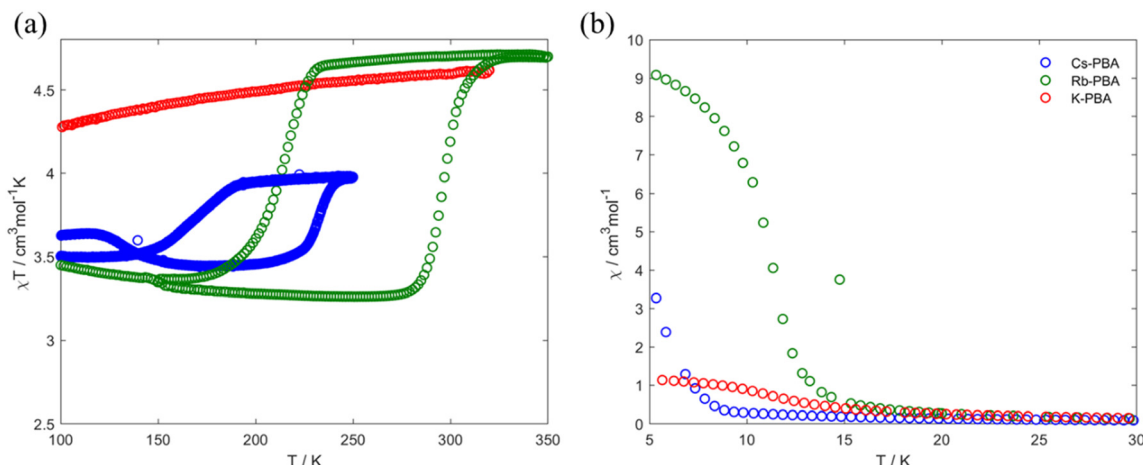 (a)
4.5
4
3.5
3
2.5
χT / cm³mol⁻¹K
100 150 200 250 300 350
T / K
(b)
10
9
8
7
6
5
4
3
2
1
0
χ / cm³mol⁻¹
5 10 15 20 25 30
T / K
Cs-PBA
Rb-PBA
K-PBA